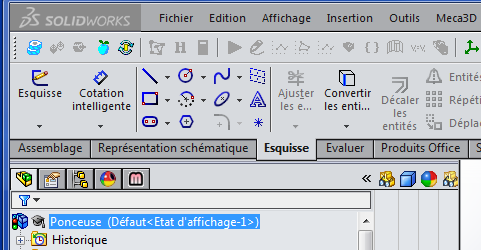 SOLIDWORKS Fichier Edition Affichage Insertion Outils Meca3D
Esquisse Cotation intelligente Ajuster les e... Convertir les enti... Décaler les entités
Entités
Répéti
Déplac
Assemblage Représentation schématique Esquisse Evaluer Produits Office S
Ponceuse (Défaut<Etat d'affichage-1>)
Historique